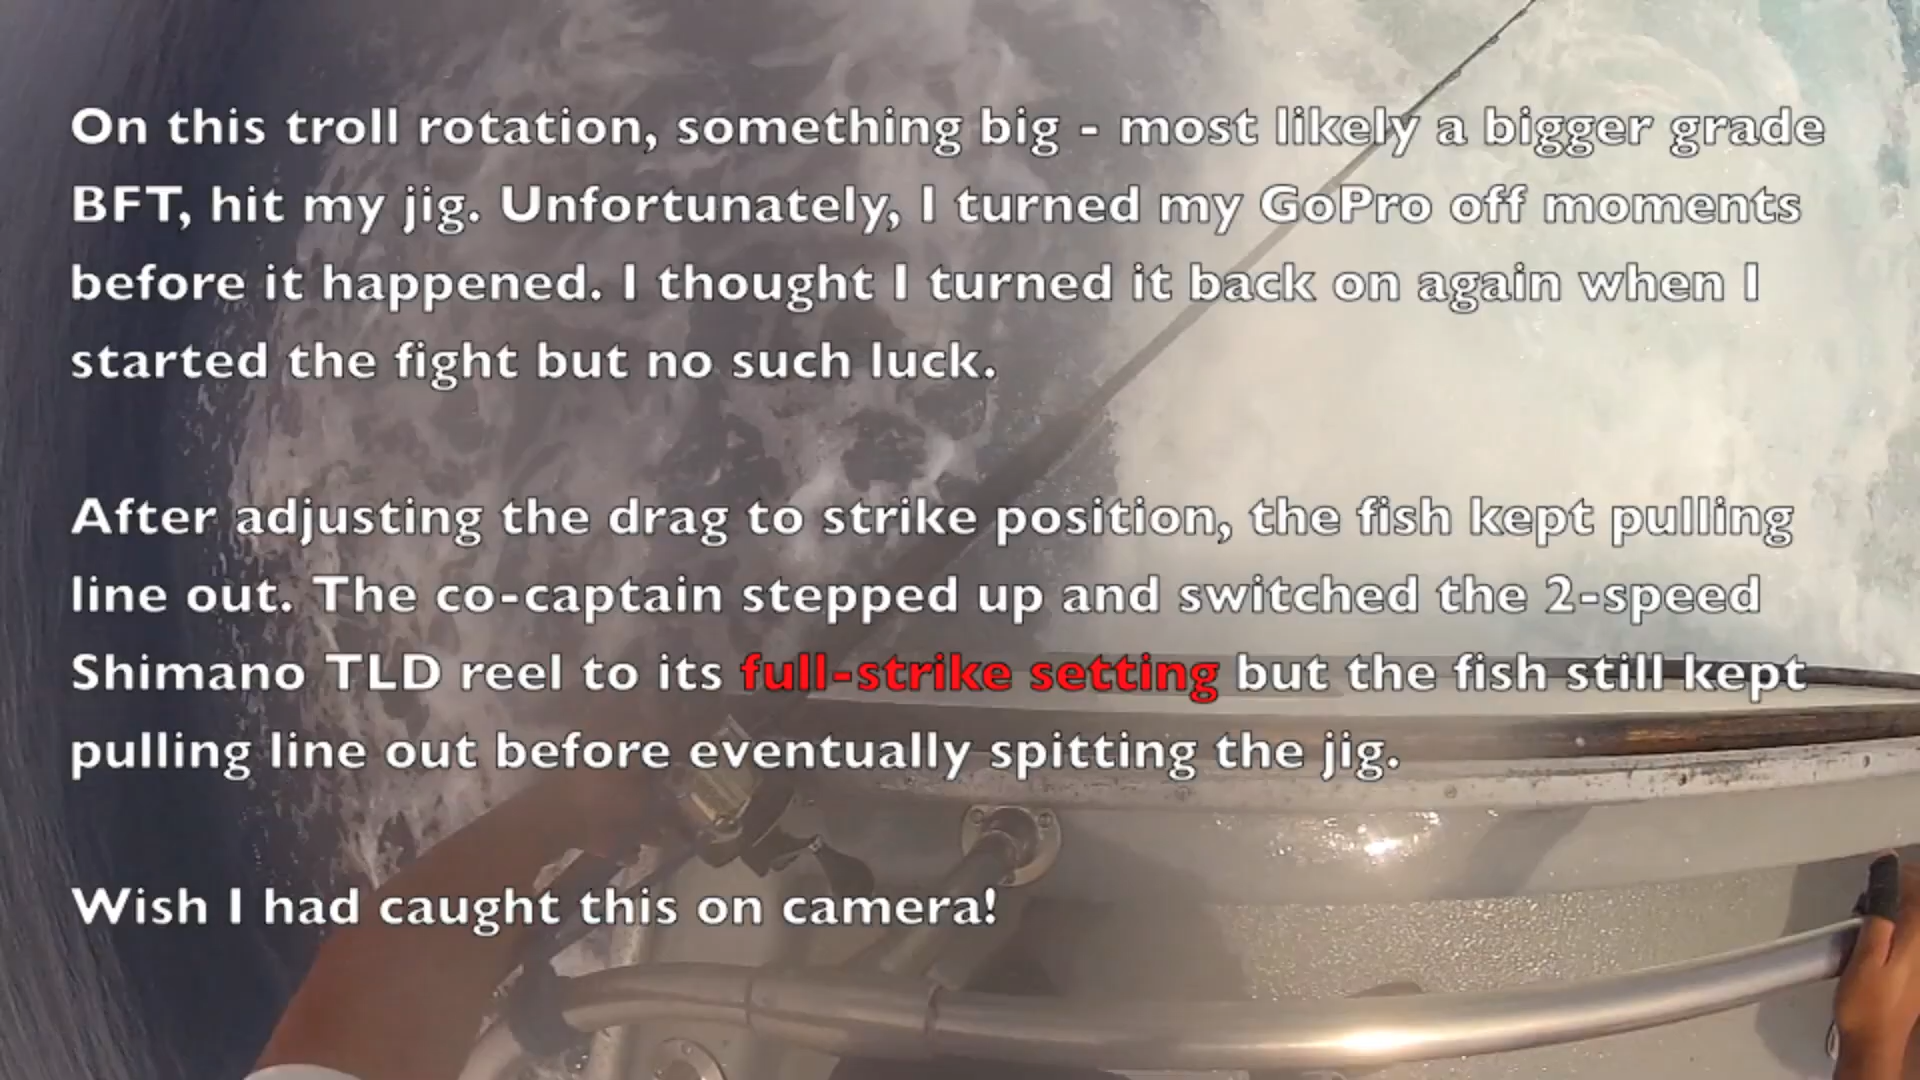 On this troll rotation, something big - most likely a bigger grade
BFT, hit my jig. Unfortunately, I turned my GoPro off moments
before it happened. I thought I turned it back on again when I
started the fight but no such luck.
After adjusting the drag to strike position, the fish kept pulling
line out. The co-captain stepped up and switched the 2-speed
Shimano TLD reel to its full-strike setting but the fish still kept
pulling line out before eventually spitting the jig.
Wish I had caught this on camera!